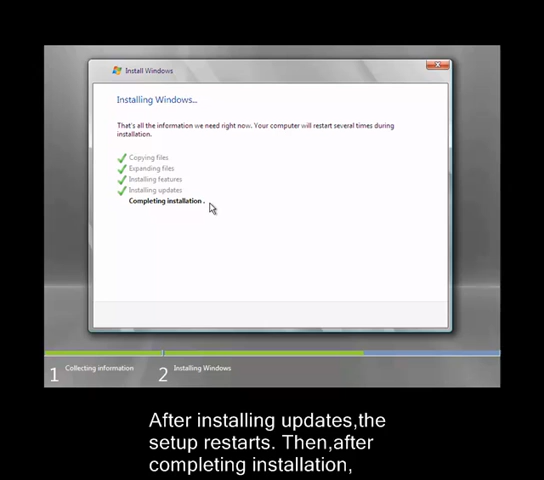 Install Windows
Installing Windows...
That's all the information we need right now. Your computer will restart several times during
installation.
Copying files
Expanding files
Installing features
Installing updates
Completing installation .
1 Collecting information
2 Installing Windows
After installing updates,the
setup restarts. Then,after
completing installation,